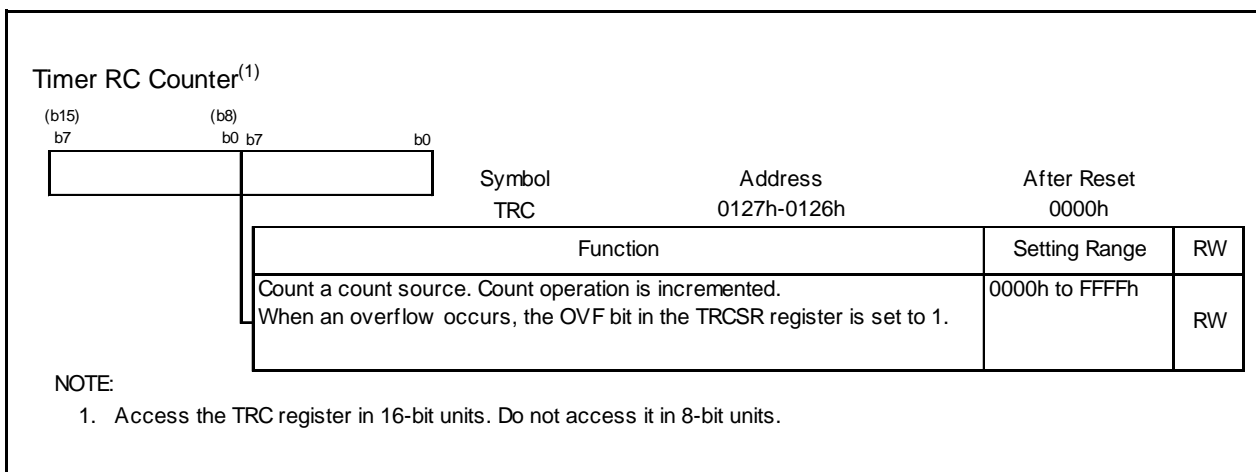 Timer RC Counter(1)
(b15) (b8)
b7 b0 b7 b0
Symbol Address After Reset
TRC 0127h-0126h 0000h
Function Setting Range RW
Count a count source. Count operation is incremented. 0000h to FFFFh
When an overflow occurs, the OVF bit in the TRCSR register is set to 1. RW
NOTE:
1. Access the TRC register in 16-bit units. Do not access it in 8-bit units.